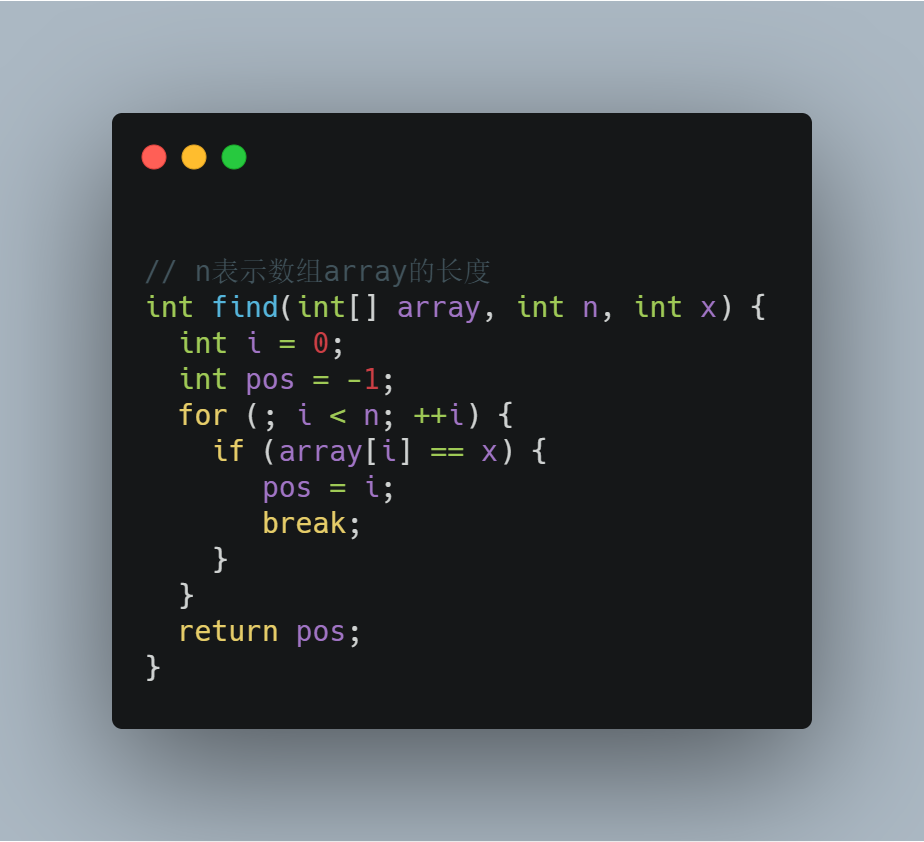 // n表示数组array的长度
int find(int[] array, int n, int x) {
  int i = 0;
  int pos = -1;
  for (; i < n; ++i) {
    if (array[i] == x) {
       pos = i;
       break;
    }
  }
  return pos;
}